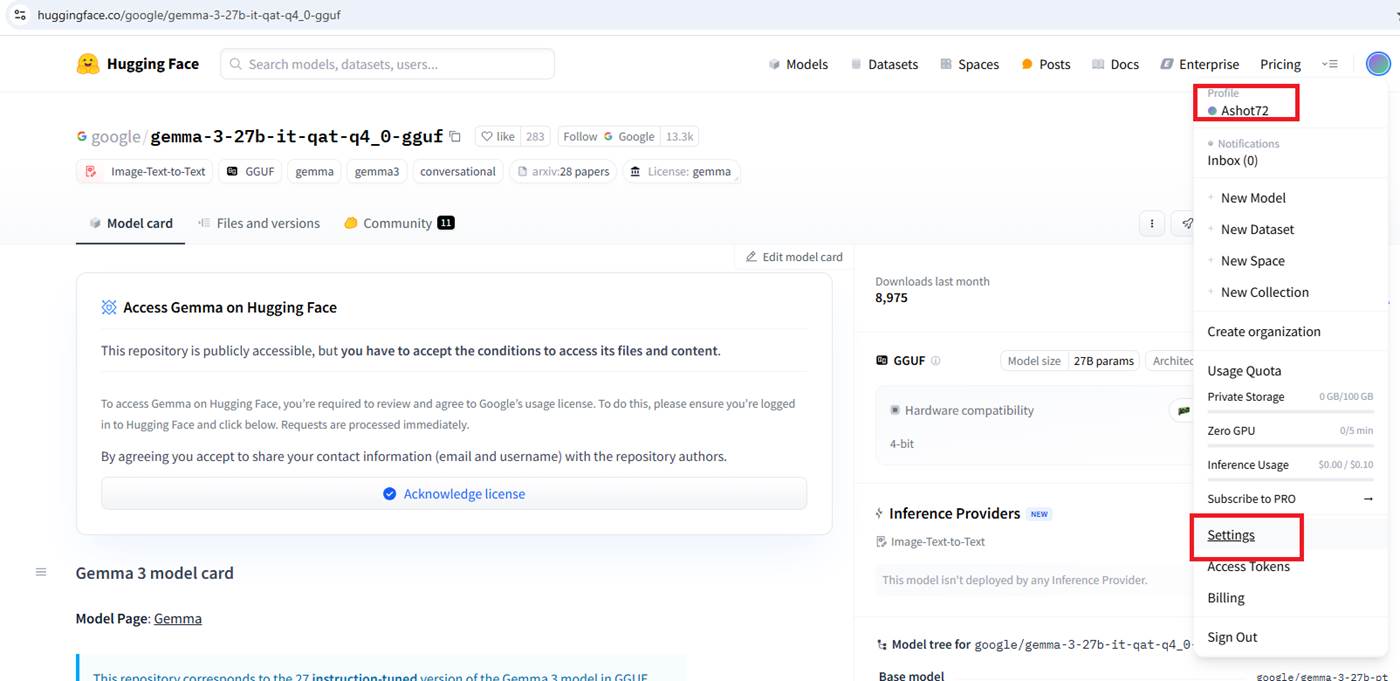 huggingface.co/google/gemma-3-27b-it-qat-q4_0-gguf
Hugging Face
Search models, datasets, users...
Models
Datasets
Spaces
Posts
Docs
Enterprise
Pricing
google/gemma-3-27b-it-qat-q4_0-gguf
like 283
Follow Google 13.3k
Image-Text-to-Text
GGUF
gemma
gemma3
conversational
arxiv:28 papers
License: gemma
Model card
Files and versions
Community 11
Edit model card
Access Gemma on Hugging Face
This repository is publicly accessible, but you have to accept the conditions to access its files and content.
To access Gemma on Hugging Face, you're required to review and agree to Google's usage license. To do this, please ensure you're logged
in to Hugging Face and click below. Requests are processed immediately.
By agreeing you accept to share your contact information (email and username) with the repository authors.
Acknowledge license
Gemma 3 model card
Model Page: Gemma
This repository corresponds to the 27 instruction-tuned version of the Gemma 3 model in GGUF
Downloads last month
8,975
GGUF
Model size 27B params
Architec
Hardware compatibility
4-bit
Inference Providers NEW
Image-Text-to-Text
This model isn't deployed by any Inference Provider.
Model tree for google/gemma-3-27b-it-qat-q4_0-
Base model
google/gemma-3-27b-pt
Profile
Ashot72
Notifications
Inbox (0)
New Model
New Dataset
New Space
New Collection
Create organization
Usage Quota
Private Storage 0 GB/100 GB
Zero GPU 0/5 min
Inference Usage $0.00 / $0.10
Subscribe to PRO →
Settings
Access Tokens
Billing
Sign Out